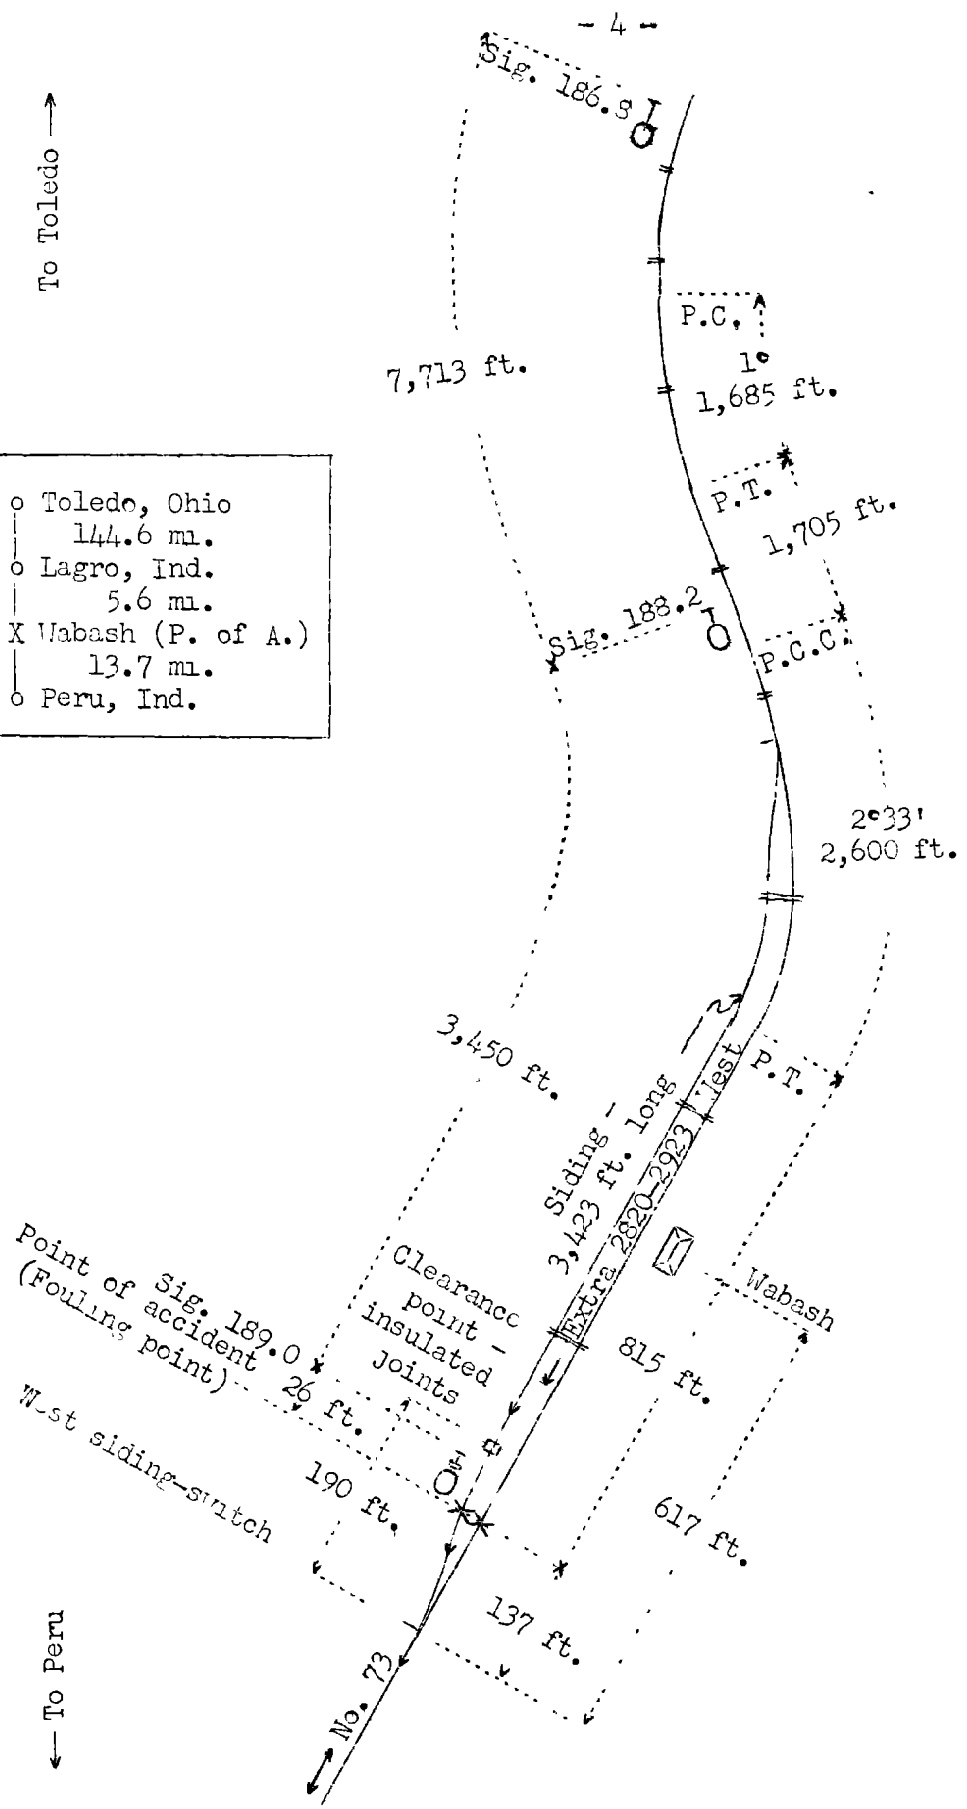 - 4 -
Sig. 186.8
To Toledo
P.C.
1°
1,685 ft.
7,713 ft.
P.T.
1,705 ft.
o Toledo, Ohio
144.6 mi.
o Lagro, Ind.
5.6 mi.
X Wabash (P. of A.)
13.7 mi.
o Peru, Ind.
Sig. 188.2
P.C.C.
2°33'
2,600 ft.
3,450 ft.
P.T.
Siding -
3,423 ft. long
Extra 2820-2923 West
Wabash
Clearance
point -
insulated
joints
Sig. 189.0
Point of accident
(Fouling point)
26 ft.
815 ft.
West siding-switch
190 ft.
617 ft.
137 ft.
No. 73
To Peru